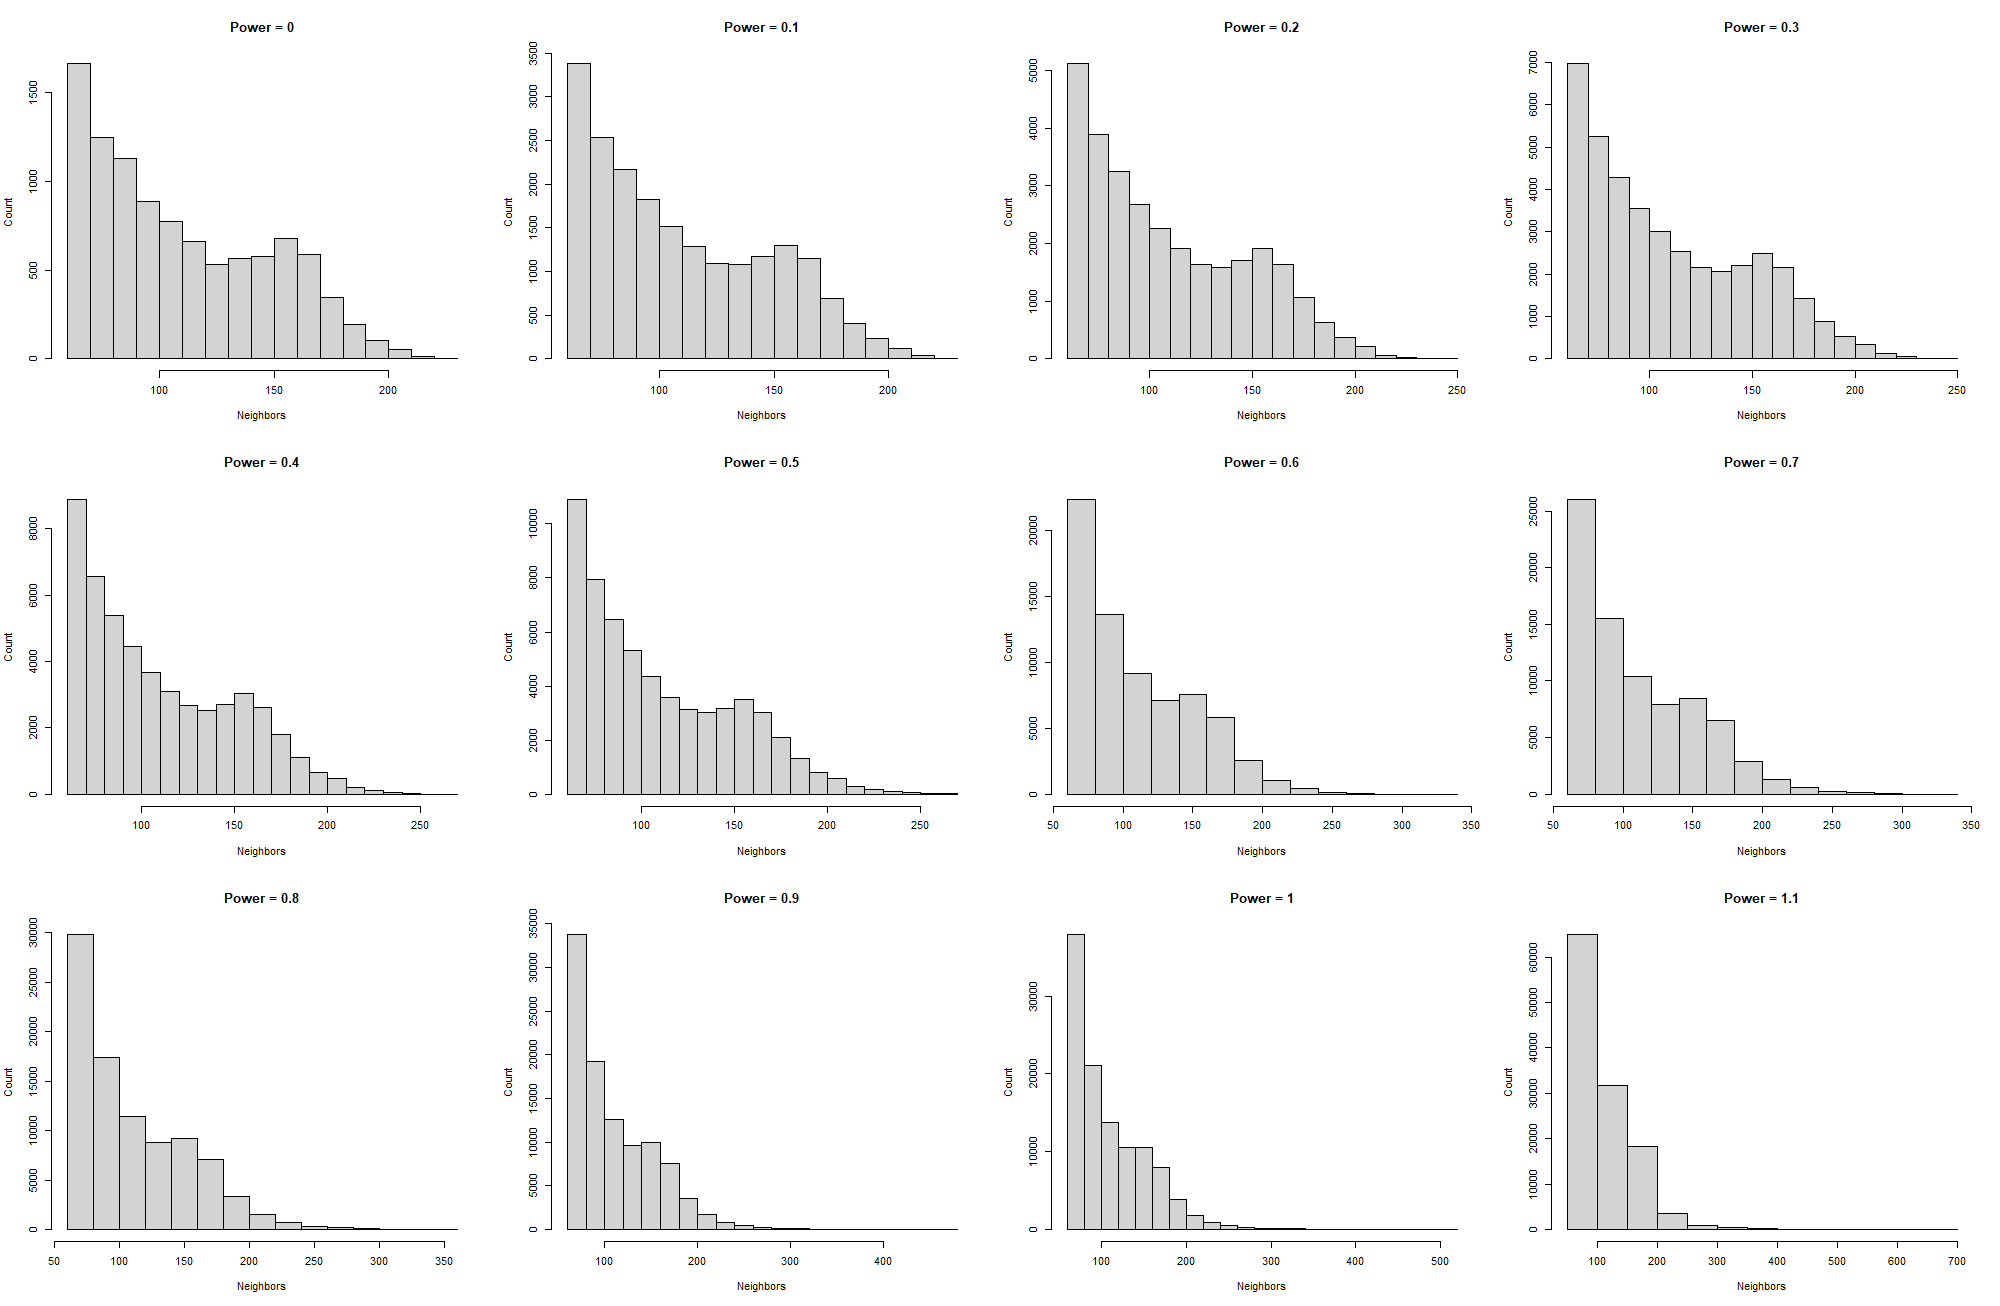 Power = 0
Count
0 500 1000 1500
100 150 200
Neighbors
Power = 0.1
Count
0 500 1000 1500 2000 2500 3000 3500
100 150 200
Neighbors
Power = 0.2
Count
0 1000 2000 3000 4000 5000
100 150 200 250
Neighbors
Power = 0.3
Count
0 1000 2000 3000 4000 5000 6000 7000
100 150 200 250
Neighbors
Power = 0.4
Count
0 2000 4000 6000 8000
100 150 200 250
Neighbors
Power = 0.5
Count
0 2000 4000 6000 8000 10000
100 150 200 250
Neighbors
Power = 0.6
Count
0 5000 10000 15000 20000
50 100 150 200 250 300 350
Neighbors
Power = 0.7
Count
0 5000 10000 15000 20000 25000
50 100 150 200 250 300 350
Neighbors
Power = 0.8
Count
0 5000 10000 15000 20000 25000 30000
50 100 150 200 250 300 350
Neighbors
Power = 0.9
Count
0 5000 10000 15000 20000 25000 30000 35000
100 200 300 400
Neighbors
Power = 1
Count
0 10000 20000 30000
100 200 300 400 500
Neighbors
Power = 1.1
Count
0 10000 20000 30000 40000 50000 60000
100 200 300 400 500 600 700
Neighbors